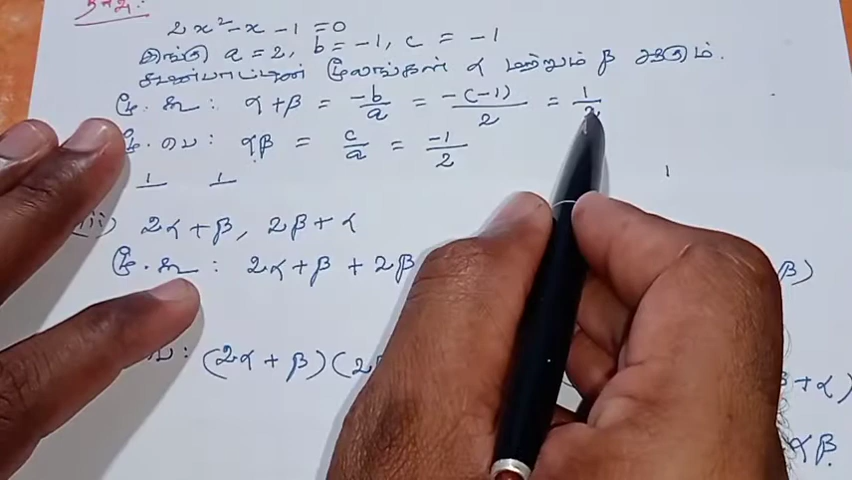 2x² - x - 1 = 0
இங்கு a = 2, b = -1, c = -1
சமன்பாட்டின் மூலங்கள் α மற்றும் β ஆகும்.
மூ.கூ : α+β = -b/a = -(-1)/2 = 1/2
மூ.பெ : αβ = c/a = -1/2
iii) 2α+β, 2β+α
மூ.கூ : 2α+β+2β β)
(2α+β)(2 β+α)
αβ.